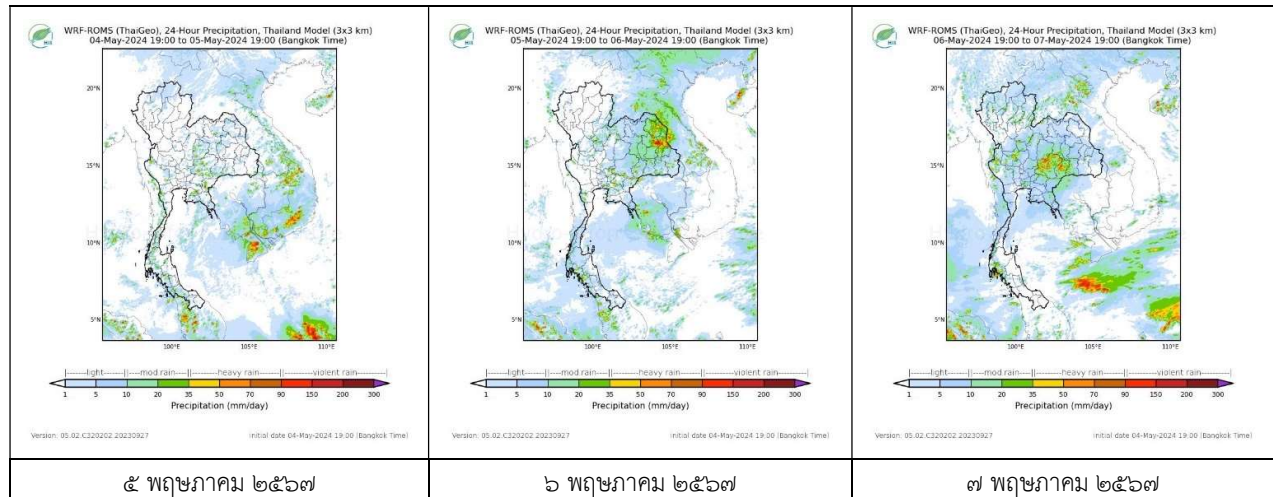 WRF-ROMS (ThaiGeo), 24-Hour Precipitation, Thailand Model (3x3 km)
04-May-2024 19:00 to 05-May-2024 19:00 (Bangkok Time)
20°N
15°N
10°N
5°N
100°E 105°E 110°E
|--------light--------||----mod rain-----||--------heavy rain--------||--------violent rain--------|
1 5 10 20 35 50 70 90 150 200 300
Precipitation (mm/day)
Version: 05.02.C320202.20230927 initial date 04-May-2024 19:00 (Bangkok Time)
๕ พฤษภาคม ๒๕๖๗
WRF-ROMS (ThaiGeo), 24-Hour Precipitation, Thailand Model (3x3 km)
05-May-2024 19:00 to 06-May-2024 19:00 (Bangkok Time)
20°N
15°N
10°N
5°N
100°E 105°E 110°E
|--------light--------||----mod rain-----||--------heavy rain--------||--------violent rain--------|
1 5 10 20 35 50 70 90 150 200 300
Precipitation (mm/day)
Version: 05.02.C320202.20230927 initial date 04-May-2024 19:00 (Bangkok Time)
๖ พฤษภาคม ๒๕๖๗
WRF-ROMS (ThaiGeo), 24-Hour Precipitation, Thailand Model (3x3 km)
06-May-2024 19:00 to 07-May-2024 19:00 (Bangkok Time)
20°N
15°N
10°N
5°N
100°E 105°E 110°E
|--------light--------||----mod rain-----||--------heavy rain--------||--------violent rain--------|
1 5 10 20 35 50 70 90 150 200 300
Precipitation (mm/day)
Version: 05.02.C320202.20230927 initial date 04-May-2024 19:00 (Bangkok Time)
๗ พฤษภาคม ๒๕๖๗